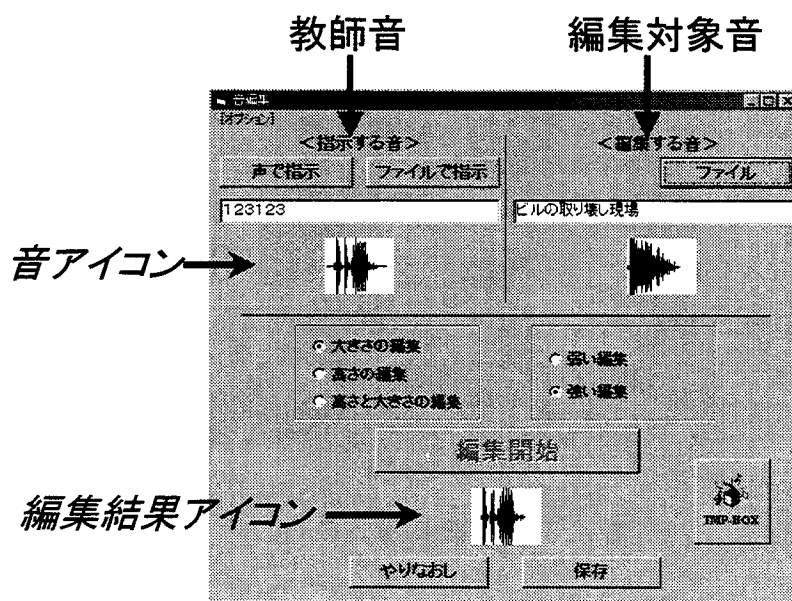 教師音
編集対象音
音編集
[オプション]
<指示する音>
<編集する音>
声で指示
ファイルで指示
ファイル
123123
ビルの取り壊し現場
音アイコン
大きさの編集
高さの編集
高さと大きさの編集
弱い編集
強い編集
編集開始
編集結果アイコン
IMP-BOX
やりなおし
保存